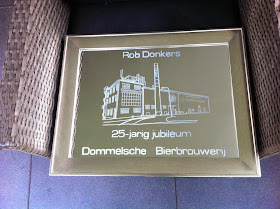 Rob Donkers
25-jarig jubileum
Dommelsche Bierbrouwerij